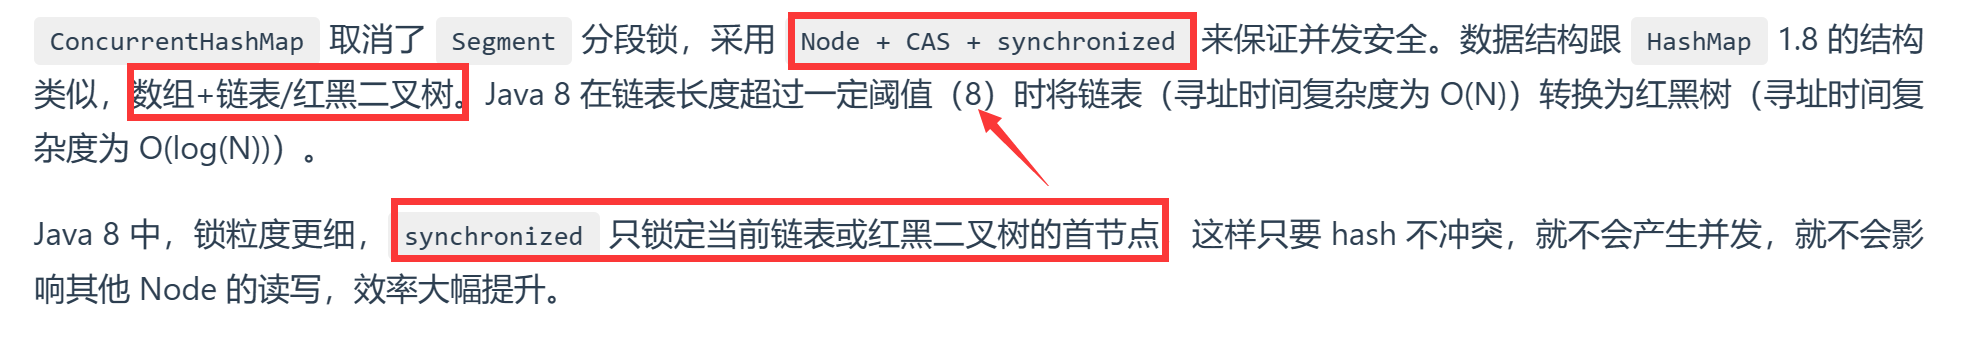 ConcurrentHashMap 取消了 Segment 分段锁，采用 Node + CAS + synchronized 来保证并发安全。数据结构跟 HashMap 1.8 的结构
类似，数组+链表/红黑二叉树。Java 8 在链表长度超过一定阈值（8）时将链表（寻址时间复杂度为 O(N)）转换为红黑树（寻址时间复
杂度为 O(log(N))）。
Java 8 中，锁粒度更细，synchronized 只锁定当前链表或红黑二叉树的首节点 这样只要 hash 不冲突，就不会产生并发，就不会影
响其他 Node 的读写，效率大幅提升。